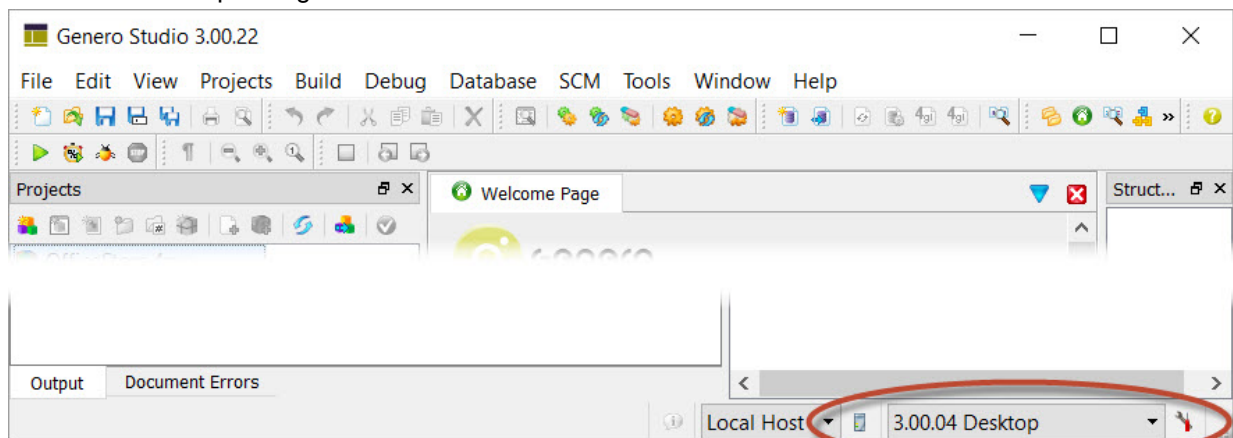 Genero Studio 3.00.22
File Edit View Projects Build Debug Database SCM Tools Window Help
Projects
Welcome Page
Struct...
Output Document Errors
Local Host 3.00.04 Desktop